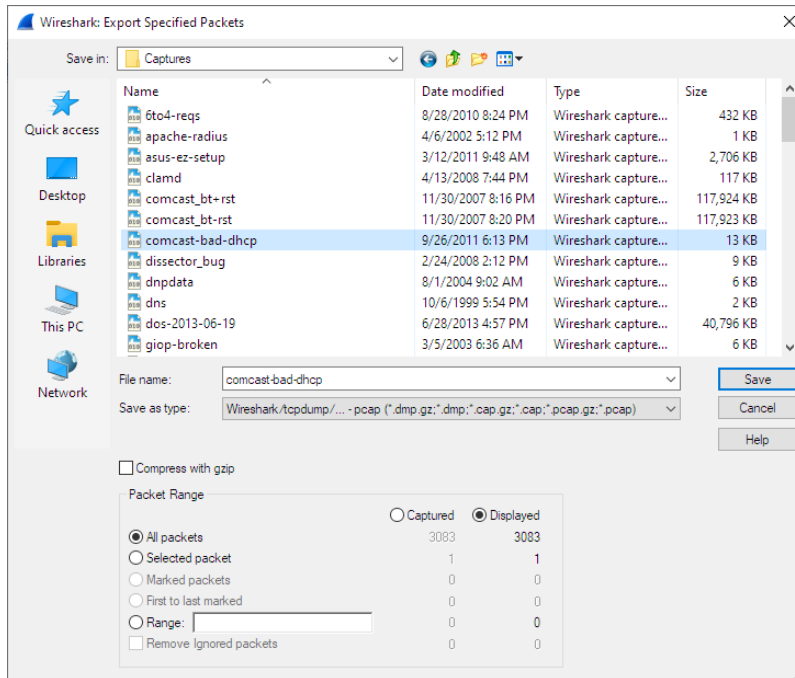 Wireshark: Export Specified Packets
Save in: Captures
Name Date modified Type Size
Quick access
Desktop
Libraries
This PC
Network
6to4-reqs 8/28/2010 8:24 PM Wireshark capture... 432 KB
apache-radius 4/6/2002 5:12 PM Wireshark capture... 1 KB
asus-ez-setup 3/12/2011 9:48 AM Wireshark capture... 2,706 KB
clamd 4/13/2008 7:44 PM Wireshark capture... 117 KB
comcast_bt+rst 11/30/2007 8:16 PM Wireshark capture... 117,924 KB
comcast_bt-rst 11/30/2007 8:20 PM Wireshark capture... 117,923 KB
comcast-bad-dhcp 9/26/2011 6:13 PM Wireshark capture... 13 KB
dissector_bug 2/24/2008 2:12 PM Wireshark capture... 9 KB
dnpdata 8/1/2004 9:02 AM Wireshark capture... 6 KB
dns 10/6/1999 5:54 PM Wireshark capture... 2 KB
dos-2013-06-19 6/28/2013 4:57 PM Wireshark capture... 40,796 KB
giop-broken 3/5/2003 6:36 AM Wireshark capture... 6 KB
File name: comcast-bad-dhcp Save
Save as type: Wireshark/tcpdump/... - pcap (*.dmp.gz;*.dmp;*.cap.gz;*.cap;*.pcap.gz;*.pcap) Cancel
Help
Compress with gzip
Packet Range
Captured Displayed
All packets 3083 3083
Selected packet 1 1
Marked packets 0 0
First to last marked 0 0
Range: 0 0
Remove Ignored packets 0 0